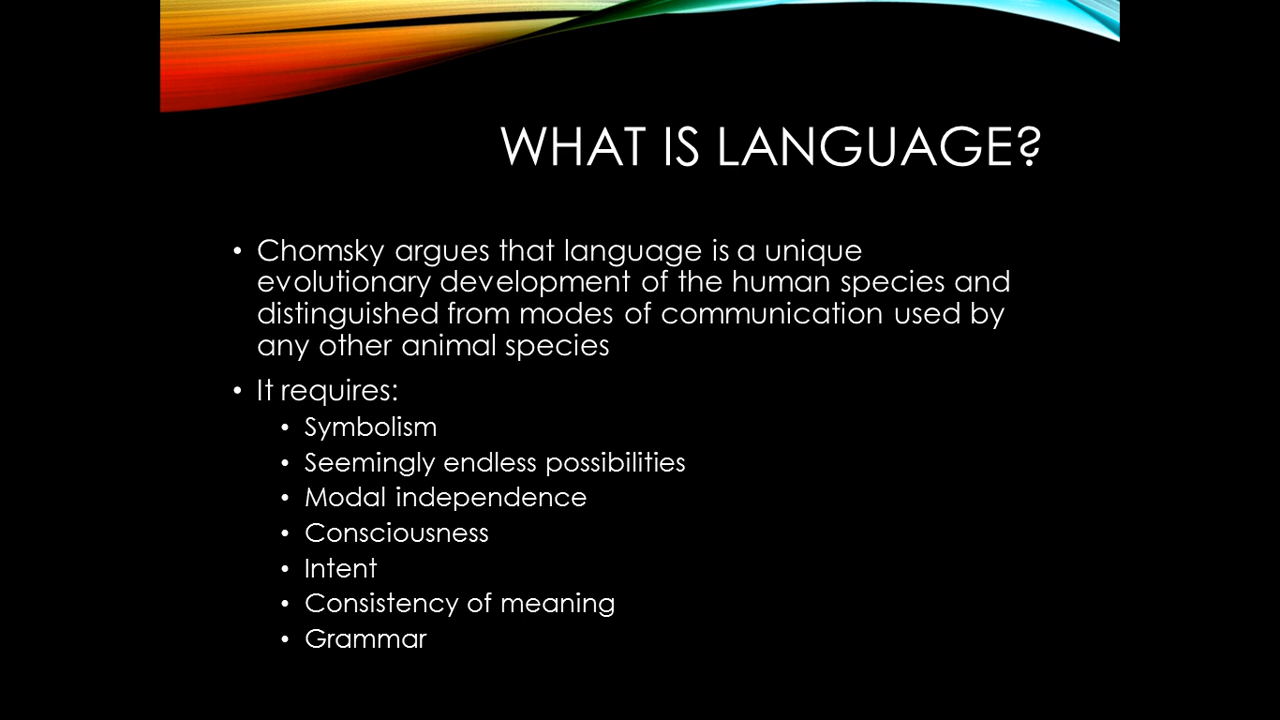 WHAT IS LANGUAGE?
• Chomsky argues that language is a unique
evolutionary development of the human species and
distinguished from modes of communication used by
any other animal species
• It requires:
• Symbolism
• Seemingly endless possibilities
• Modal independence
• Consciousness
• Intent
• Consistency of meaning
• Grammar